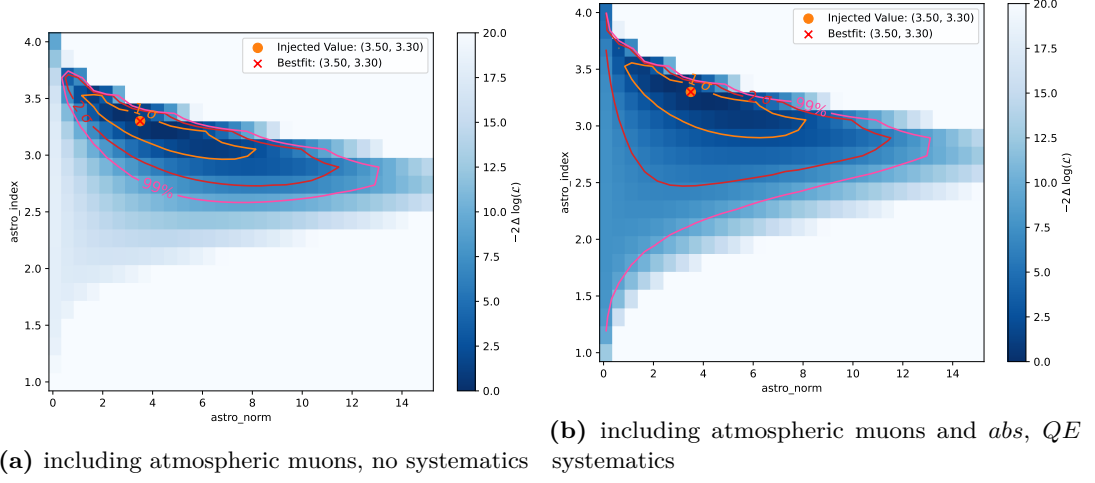 Injected Value: (3.50, 3.30)
Bestfit: (3.50, 3.30)
4.0
3.5
3.0
2.5
2.0
1.5
1.0
astro_index
99%
0 2 4 6 8 10 12 14
astro_norm
20.0
17.5
15.0
12.5
10.0
7.5
5.0
2.5
0.0
−2 Δ log(ℒ)
(a) including atmospheric muons, no systematics
Injected Value: (3.50, 3.30)
Bestfit: (3.50, 3.30)
4.0
3.5
3.0
2.5
2.0
1.5
1.0
astro_index
99%
0 2 4 6 8 10 12 14
astro_norm
20.0
17.5
15.0
12.5
10.0
7.5
5.0
2.5
0.0
−2 Δ log(ℒ)
(b) including atmospheric muons and abs, QE
systematics